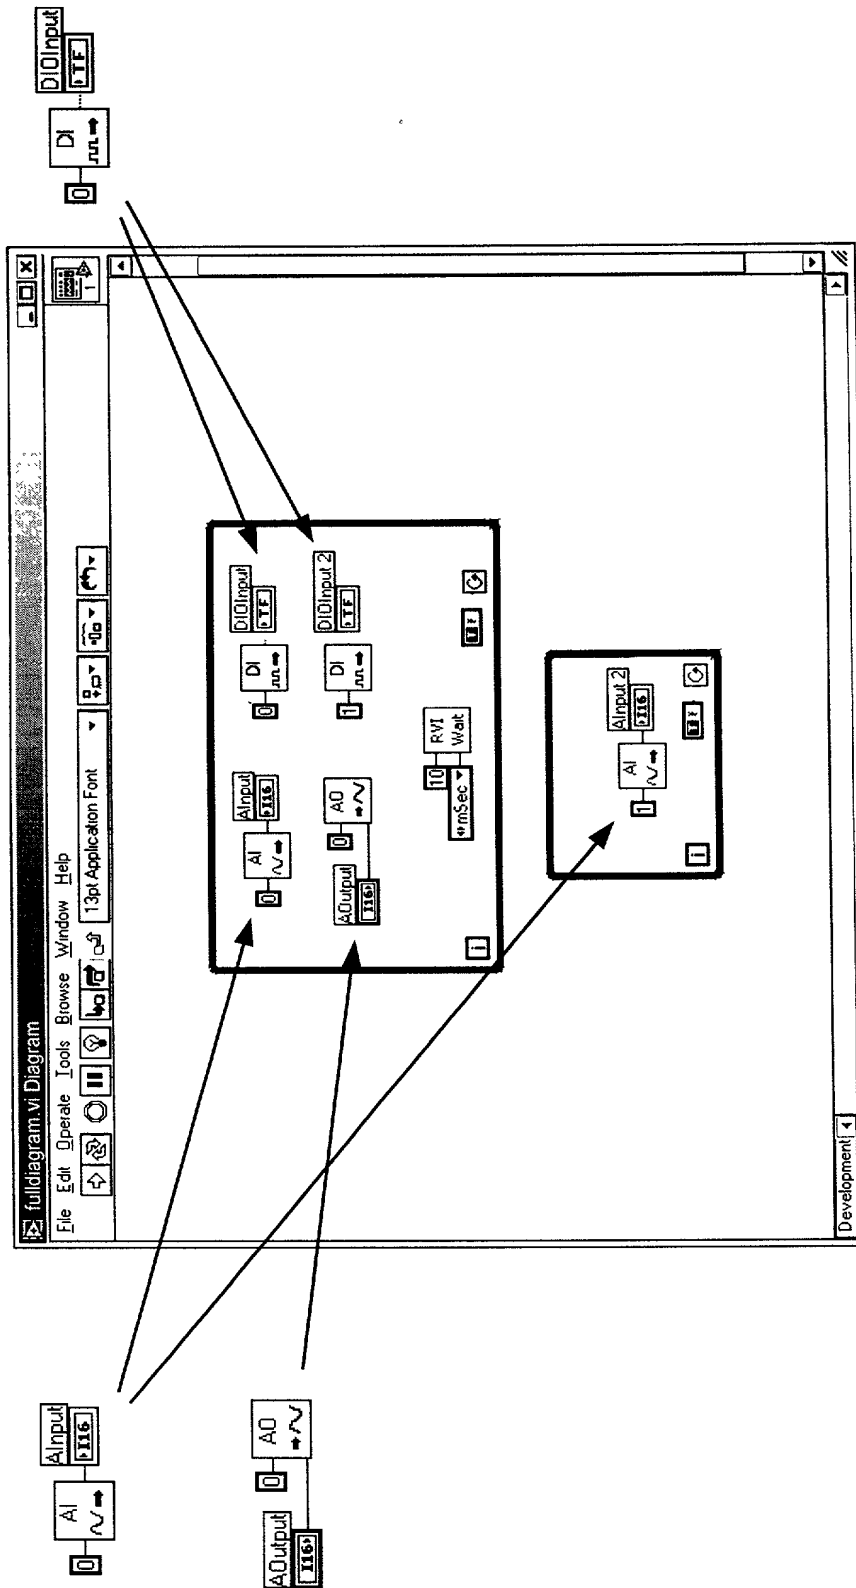 DIOInput
TF
DI
0
fulldiagram.vi Diagram
File Edit Operate Tools Browse Window Help
13pt Application Font
1
AInput
I16
AI
0
DIOInput
TF
DI
0
AOutput
I16
AO
0
DIOInput 2
TF
DI
1
10
mSec
RVI
Wait
i
AInput 2
I16
AI
1
i
Development
AInput
I16
AI
0
AOutput
I16
AO
0